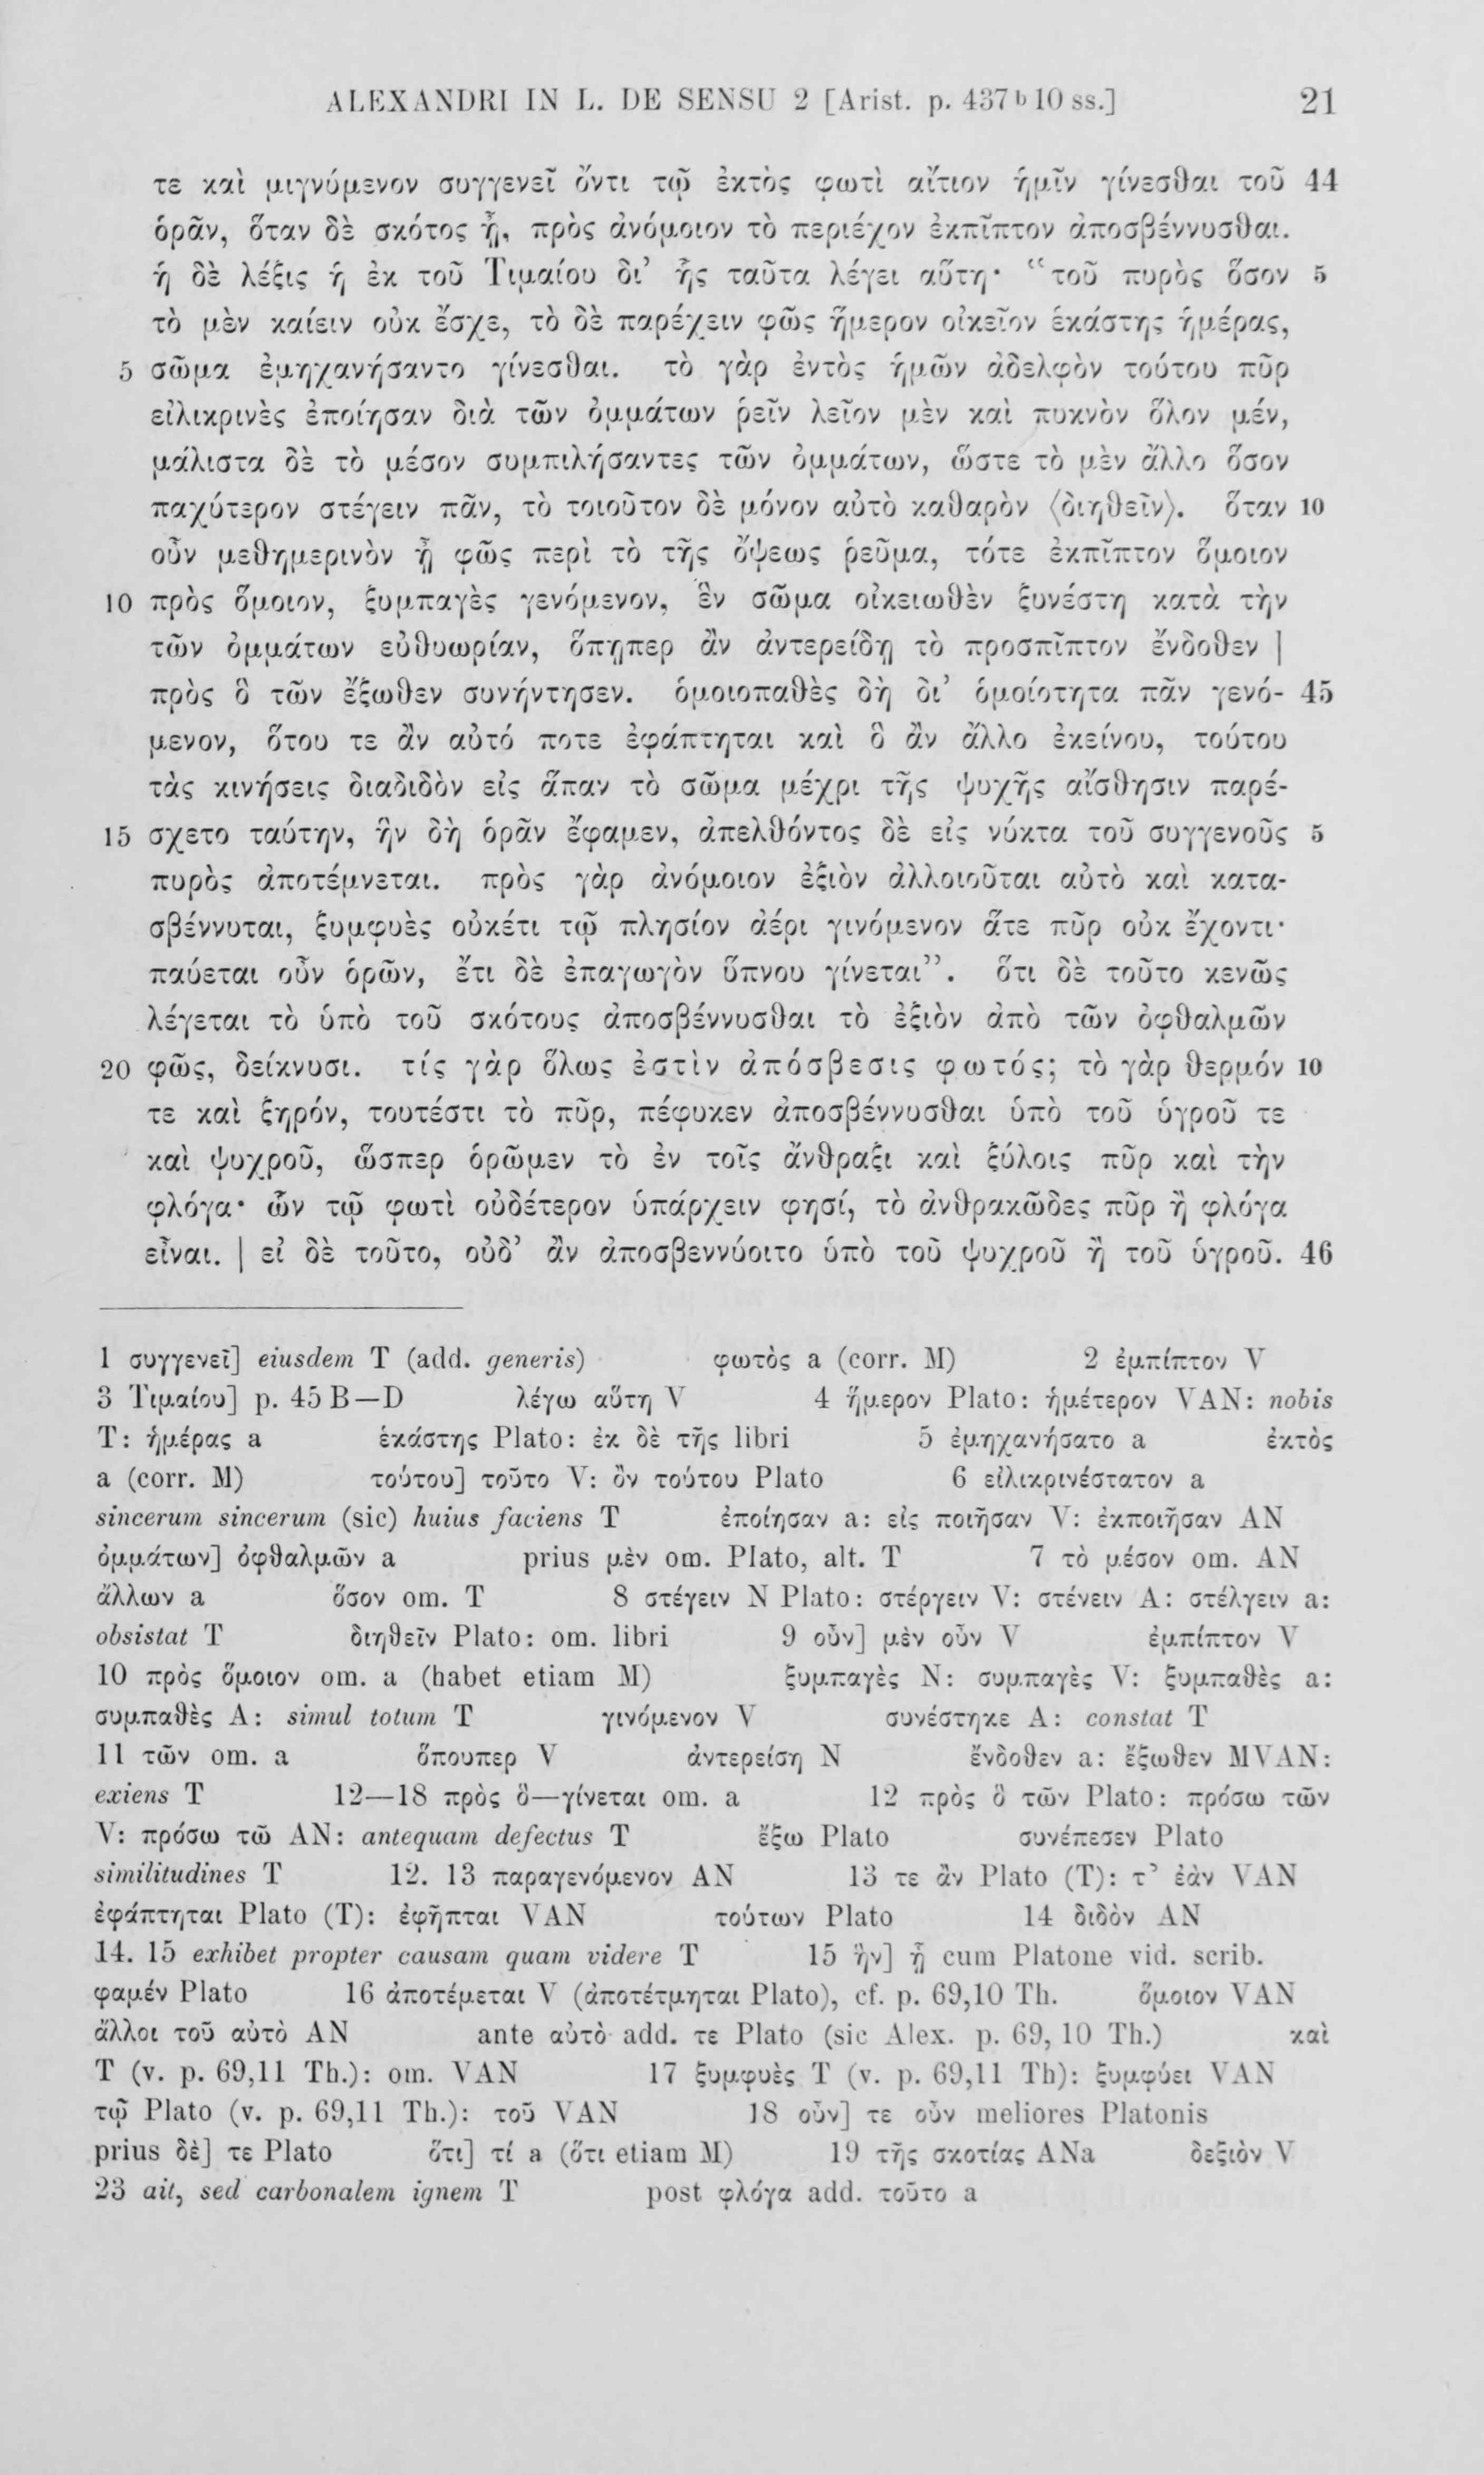 ALEXANDRI IN L. DE SENSU 2 [Arist. p. 437ᵇ10 ss.] 21
τε καὶ μιγνύμενον συγγενεῖ ὄντι τῷ ἐκτὸς φωτὶ αἴτιον ἡμῖν γίνεσθαι τοῦ 44
ὁρᾶν, ὅταν δὲ σκότος ᾖ, πρὸς ἀνόμοιον τὸ περιέχον ἐκπῖπτον ἀποσβέννυσθαι.
ἡ δὲ λέξις ἡ ἐκ τοῦ Τιμαίου δι’ ἧς ταῦτα λέγει αὕτη· “τοῦ πυρὸς ὅσον 5
τὸ μὲν καίειν οὐκ ἔσχε, τὸ δὲ παρέχειν φῶς ἥμερον οἰκεῖον ἑκάστης ἡμέρας,
5 σῶμα ἐμηχανήσαντο γίνεσθαι. τὸ γὰρ ἐντὸς ἡμῶν ἀδελφὸν τούτου πῦρ
εἰλικρινὲς ἐποίησαν διὰ τῶν ὀμμάτων ῥεῖν λεῖον μὲν καὶ πυκνὸν ὅλον μέν,
μάλιστα δὲ τὸ μέσον συμπιλήσαντες τῶν ὀμμάτων, ὥστε τὸ μὲν ἄλλο ὅσον
παχύτερον στέγειν πᾶν, τὸ τοιοῦτον δὲ μόνον αὐτὸ καθαρὸν ⟨διηθεῖν⟩. ὅταν 10
οὖν μεθημερινὸν ᾖ φῶς περὶ τὸ τῆς ὄψεως ῥεῦμα, τότε ἐκπῖπτον ὅμοιον
10 πρὸς ὅμοιον, ξυμπαγὲς γενόμενον, ἓν σῶμα οἰκειωθὲν ξυνέστη κατὰ τὴν
τῶν ὀμμάτων εὐθυωρίαν, ὅπῃπερ ἂν ἀντερείδῃ τὸ προσπῖπτον ἔνδοθεν |
πρὸς ὃ τῶν ἔξωθεν συνήντησεν. ὁμοιοπαθὲς δὴ δι’ ὁμοίοτητα πᾶν γενό- 45
μενον, ὅτου τε ἂν αὐτό ποτε ἐφάπτηται καὶ ὃ ἂν ἄλλο ἐκείνου, τούτου
τὰς κινήσεις διαδιδὸν εἰς ἅπαν τὸ σῶμα μέχρι τῆς ψυχῆς αἴσθησιν παρέ-
15 σχετο ταύτην, ἣν δὴ ὁρᾶν ἔφαμεν, ἀπελθόντος δὲ εἰς νύκτα τοῦ συγγενοῦς 5
πυρὸς ἀποτέμνεται. πρὸς γὰρ ἀνόμοιον ἐξιὸν ἀλλοιοῦται αὐτὸ καὶ κατα-
σβέννυται, ξυμφυὲς οὐκέτι τῷ πλησίον ἀέρι γινόμενον ἅτε πῦρ οὐκ ἔχοντι·
παύεται οὖν ὁρῶν, ἔτι δὲ ἐπαγωγὸν ὕπνου γίνεται”. ὅτι δὲ τοῦτο κενῶς
λέγεται τὸ ὑπὸ τοῦ σκότους ἀποσβέννυσθαι τὸ ἐξιὸν ἀπὸ τῶν ὀφθαλμῶν
20 φῶς, δείκνυσι. τίς γὰρ ὅλως ἐστὶν ἀπόσβεσις φωτός; τὸ γὰρ θερμόν 10
τε καὶ ξηρόν, τουτέστι τὸ πῦρ, πέφυκεν ἀποσβέννυσθαι ὑπὸ τοῦ ὑγροῦ τε
καὶ ψυχροῦ, ὥσπερ ὁρῶμεν τὸ ἐν τοῖς ἄνθραξι καὶ ξύλοις πῦρ καὶ τὴν
φλόγα· ὧν τῷ φωτὶ οὐδέτερον ὑπάρχειν φησί, τὸ ἀνθρακῶδες πῦρ ἢ φλόγα
εἶναι. | εἰ δὲ τοῦτο, οὐδ’ ἂν ἀποσβεννύοιτο ὑπὸ τοῦ ψυχροῦ ἢ τοῦ ὑγροῦ. 46
1 συγγενεῖ] eiusdem T (add. generis) φωτὸς a (corr. M) 2 ἐμπίπτον V
3 Τιμαίου] p. 45 B—D λέγω αὕτη V 4 ἥμερον Plato: ἡμέτερον VAN: nobis
T: ἡμέρας a ἑκάστης Plato: ἐκ δὲ τῆς libri 5 ἐμηχανήσατο a ἐκτὸς
a (corr. M) τούτου] τοῦτο V: ὂν τούτου Plato 6 εἰλικρινέστατον a
sincerum sincerum (sic) huius faciens T ἐποίησαν a: εἰς ποιῆσαν V: ἐκποιῆσαν AN
ὀμμάτων] ὀφθαλμῶν a prius μὲν om. Plato, alt. T 7 τὸ μέσον om. AN
ἄλλων a ὅσον om. T 8 στέγειν N Plato: στέργειν V: στένειν A: στέλγειν a:
obsistat T διηθεῖν Plato: om. libri 9 οὖν] μὲν οὖν V ἐμπίπτον V
10 πρὸς ὅμοιον om. a (habet etiam M) ξυμπαγὲς N: συμπαγὲς V: ξυμπαθὲς a:
συμπαθὲς A: simul totum T γινόμενον V συνέστηκε A: constat T
11 τῶν om. a ὅπουπερ V ἀντερείσῃ N ἔνδοθεν a: ἔξωθεν MVAN:
exiens T 12—18 πρὸς ὃ—γίνεται om. a 12 πρὸς ὃ τῶν Plato: πρόσω τῶν
V: πρόσω τῶ AN: antequam defectus T ἔξω Plato συνέπεσεν Plato
similitudines T 12. 13 παραγενόμενον AN 13 τε ἂν Plato (T): τ’ ἐὰν VAN
ἐφάπτηται Plato (T): ἐφῆπται VAN τούτων Plato 14 διδὸν AN
14. 15 exhibet propter causam quam videre T 15 ἣν] ᾗ cum Platone vid. scrib.
φαμέν Plato 16 ἀποτέμεται V (ἀποτέτμηται Plato), cf. p. 69,10 Th. ὅμοιον VAN
ἄλλοι τοῦ αὐτὸ AN ante αὐτὸ add. τε Plato (sic Alex. p. 69, 10 Th.) καὶ
T (v. p. 69,11 Th.): om. VAN 17 ξυμφυὲς T (v. p. 69,11 Th): ξυμφύει VAN
τῷ Plato (v. p. 69,11 Th.): τοῦ VAN 18 οὖν] τε οὖν meliores Platonis
prius δὲ] τε Plato ὅτι] τί a (ὅτι etiam M) 19 τῆς σκοτίας ANa δεξιὸν V
23 ait, sed carbonalem ignem T post φλόγα add. τοῦτο a